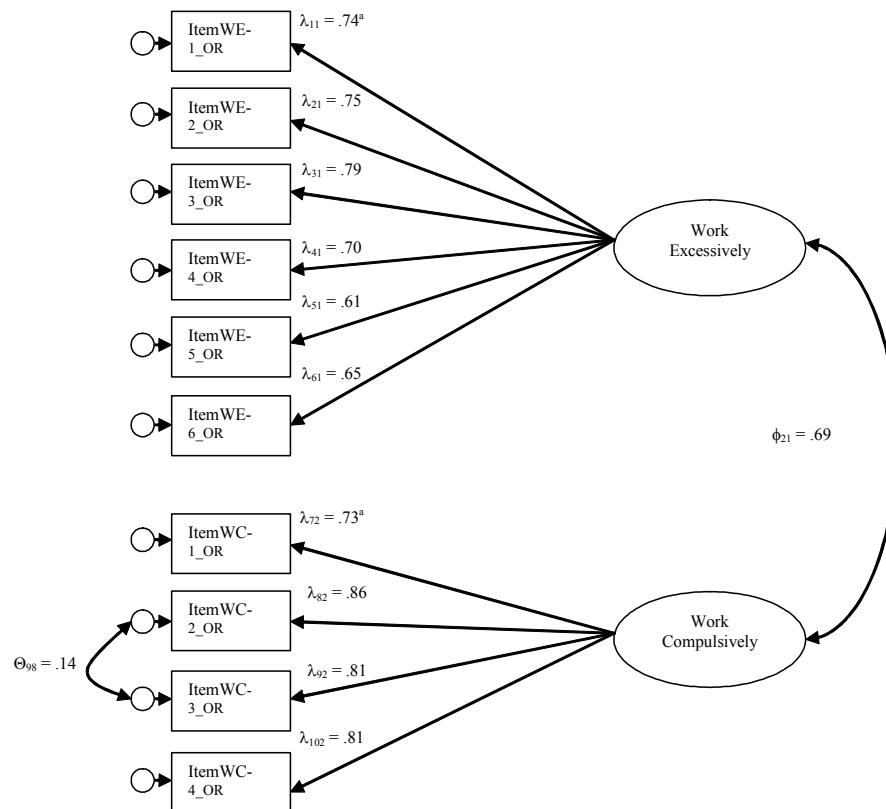 λ11 = .74a
ItemWE-
1_OR
λ21 = .75
ItemWE-
2_OR
λ31 = .79
ItemWE-
3_OR
λ41 = .70
ItemWE-
4_OR
λ51 = .61
ItemWE-
5_OR
λ61 = .65
ItemWE-
6_OR
Work
Excessively
ϕ21 = .69
λ72 = .73a
ItemWC-
1_OR
λ82 = .86
ItemWC-
2_OR
Θ98 = .14
λ92 = .81
ItemWC-
3_OR
λ102 = .81
ItemWC-
4_OR
Work
Compulsively